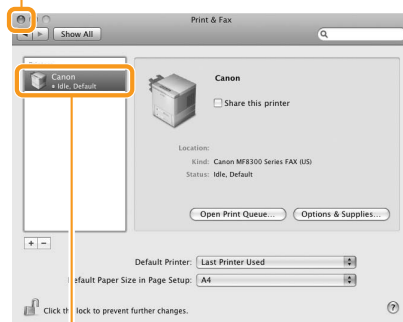 Print & Fax
Show All
Canon
• Idle, Default
Canon
Share this printer
Location:
Kind: Canon MF8300 Series FAX (US)
Status: Idle, Default
Open Print Queue... Options & Supplies...
+ −
Default Printer: Last Printer Used
Default Paper Size in Page Setup: A4
Click the lock to prevent further changes. ?